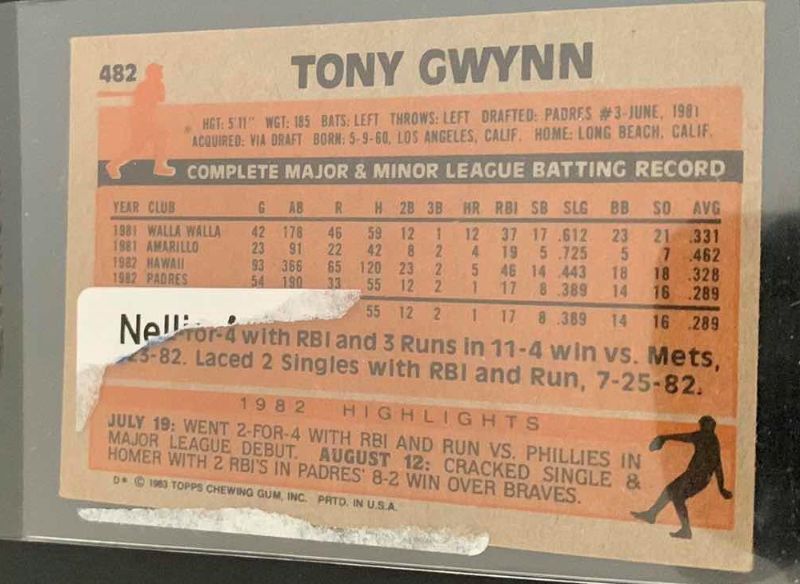 482
TONY GWYNN
HGT: 5'11" WGT: 185 BATS: LEFT THROWS: LEFT DRAFTED: PADRES #3-JUNE, 1981
ACQUIRED: VIA DRAFT BORN: 5-9-60, LOS ANGELES, CALIF. HOME: LONG BEACH, CALIF.
COMPLETE MAJOR & MINOR LEAGUE BATTING RECORD
YEAR CLUB G AB R H 2B 3B HR RBI SB SLG BB SO AVG
1981 WALLA WALLA 42 178 46 59 12 1 12 37 17 .612 23 21 .331
1981 AMARILLO 23 91 22 42 8 2 4 19 5 .725 5 7 .462
1982 HAWAII 93 366 65 120 23 2 5 46 14 .443 18 18 .328
1982 PADRES 54 190 33 55 12 2 1 17 8 .389 14 16 .289
55 12 2 1 17 8 .389 14 16 .289
-for-4 with RBI and 3 Runs in 11-4 win vs. Mets,
3-82. Laced 2 Singles with RBI and Run, 7-25-82.
1982 HIGHLIGHTS
JULY 19: WENT 2-FOR-4 WITH RBI AND RUN VS. PHILLIES IN
MAJOR LEAGUE DEBUT. AUGUST 12: CRACKED SINGLE &
HOMER WITH 2 RBI'S IN PADRES' 8-2 WIN OVER BRAVES.
D* © 1983 TOPPS CHEWING GUM, INC. PRTD. IN U.S.A.